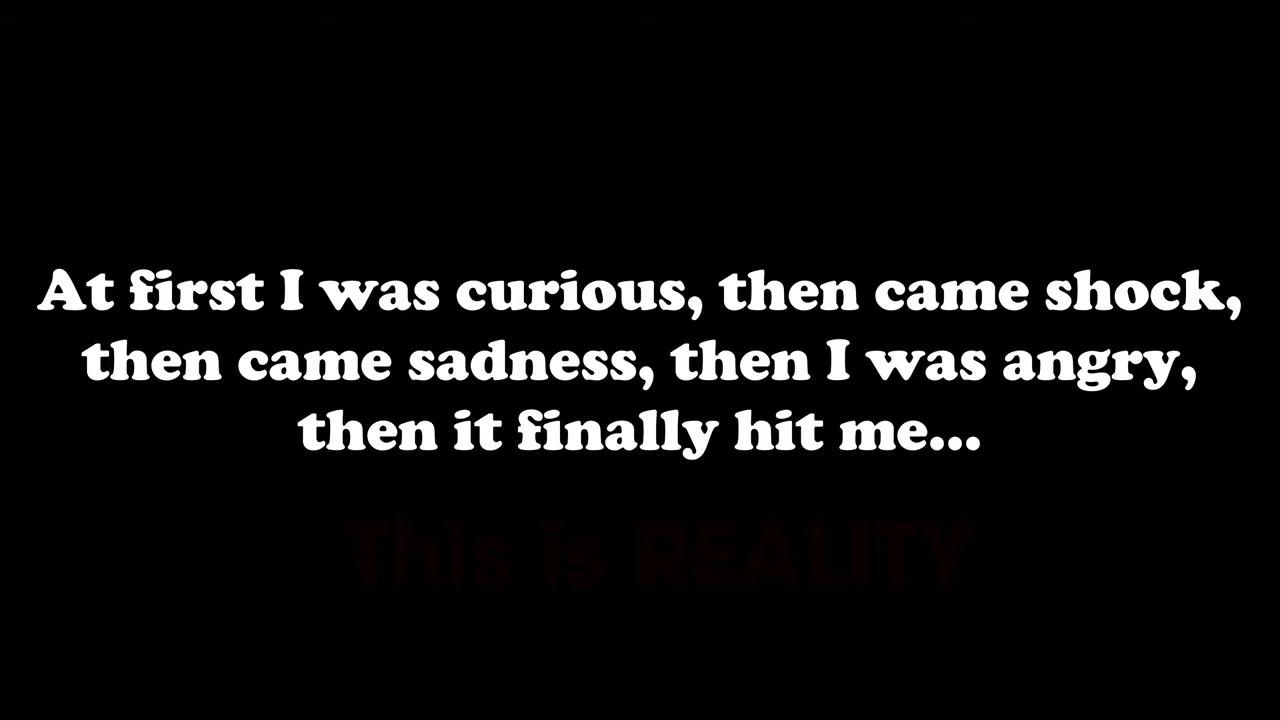 At first I was curious, then came shock,
then came sadness, then I was angry,
then it finally hit me...
This is REALITY